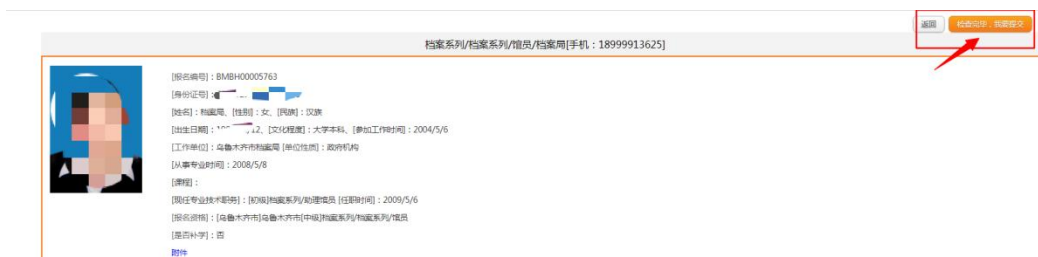 返回 检查完毕，我要提交
档案系列/档案系列/馆员/档案局[手机：18999913625]
[报名编号]：BMBH00005763
[身份证号]：
[姓名]：档案局、[性别]：女、[民族]：汉族
[出生日期]： 12、[文化程度]：大学本科、[参加工作时间]：2004/5/6
[工作单位]：乌鲁木齐市档案局 [单位性质]：政府机构
[从事专业时间]：2008/5/8
[课程]：
[现任专业技术职务]：[初级]档案系列/助理馆员 [任职时间]：2009/5/6
[报名资格]：[乌鲁木齐市]乌鲁木齐市[中级]档案系列/档案系列/馆员
[是否补学]：否
附件